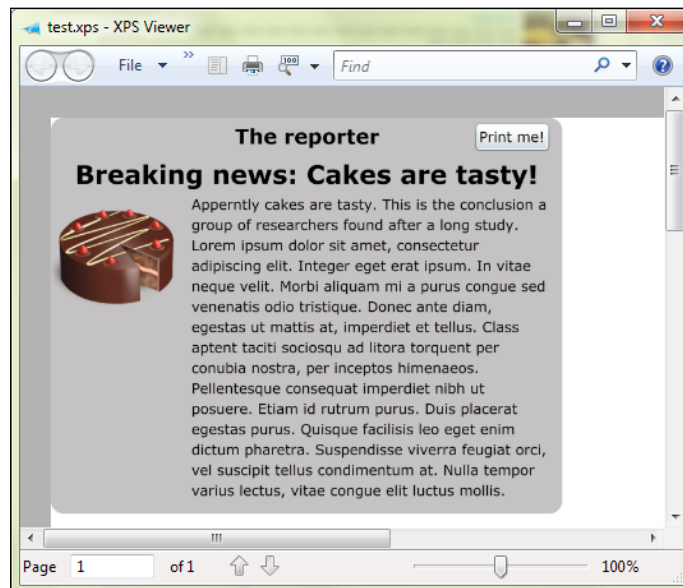 test.xps - XPS Viewer
File
»
100
Find
?
The reporter
Print me!
Breaking news: Cakes are tasty!
Apperntly cakes are tasty. This is the conclusion a
group of researchers found after a long study.
Lorem ipsum dolor sit amet, consectetur
adipiscing elit. Integer eget erat ipsum. In vitae
neque velit. Morbi aliquam mi a purus congue sed
venenatis odio tristique. Donec ante diam,
egestas ut mattis at, imperdiet et tellus. Class
aptent taciti sociosqu ad litora torquent per
conubia nostra, per inceptos himenaeos.
Pellentesque consequat imperdiet nibh ut
posuere. Etiam id rutrum purus. Duis placerat
egestas purus. Quisque facilisis leo eget enim
dictum pharetra. Suspendisse viverra feugiat orci,
vel suscipit tellus condimentum at. Nulla tempor
varius lectus, vitae congue elit luctus mollis.
Page 1 of 1 100%